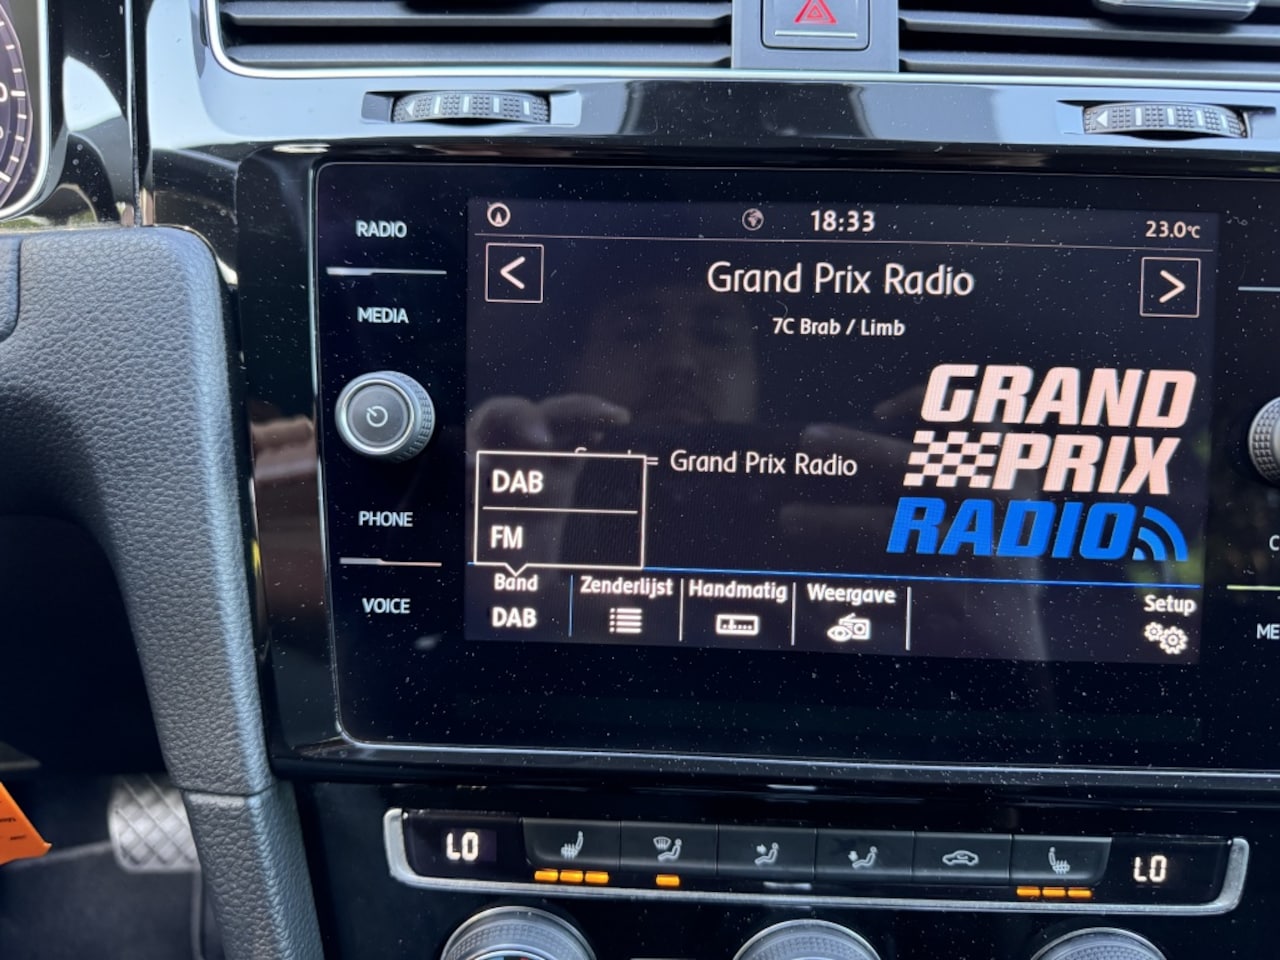 RADIO
MEDIA
PHONE
VOICE
18:33
23.0°C
<
Grand Prix Radio
>
7C Brab / Limb
= Grand Prix Radio
GRAND
PRIX
RADIO
DAB
FM
Band
DAB
Zenderlijst
Handmatig
Weergave
Setup
LO
LO